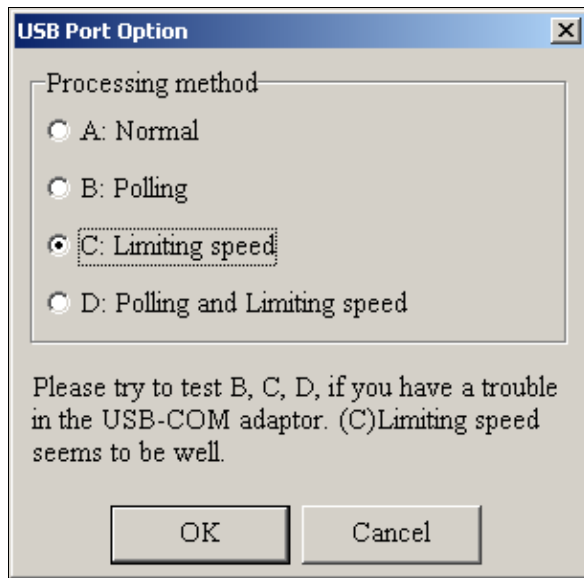 USB Port Option
Processing method
A: Normal
B: Polling
C: Limiting speed
D: Polling and Limiting speed
Please try to test B, C, D, if you have a trouble
in the USB-COM adaptor. (C)Limiting speed
seems to be well.
OK
Cancel